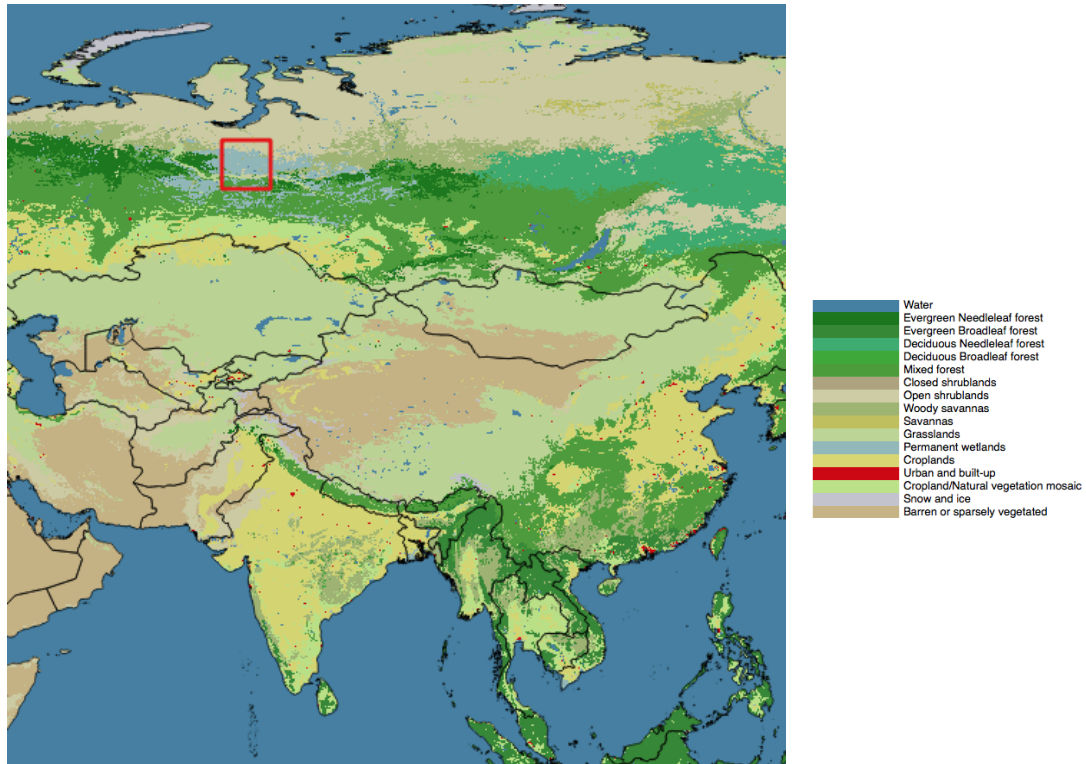 Water
Evergreen Needleleaf forest
Evergreen Broadleaf forest
Deciduous Needleleaf forest
Deciduous Broadleaf forest
Mixed forest
Closed shrublands
Open shrublands
Woody savannas
Savannas
Grasslands
Permanent wetlands
Croplands
Urban and built-up
Cropland/Natural vegetation mosaic
Snow and ice
Barren or sparsely vegetated